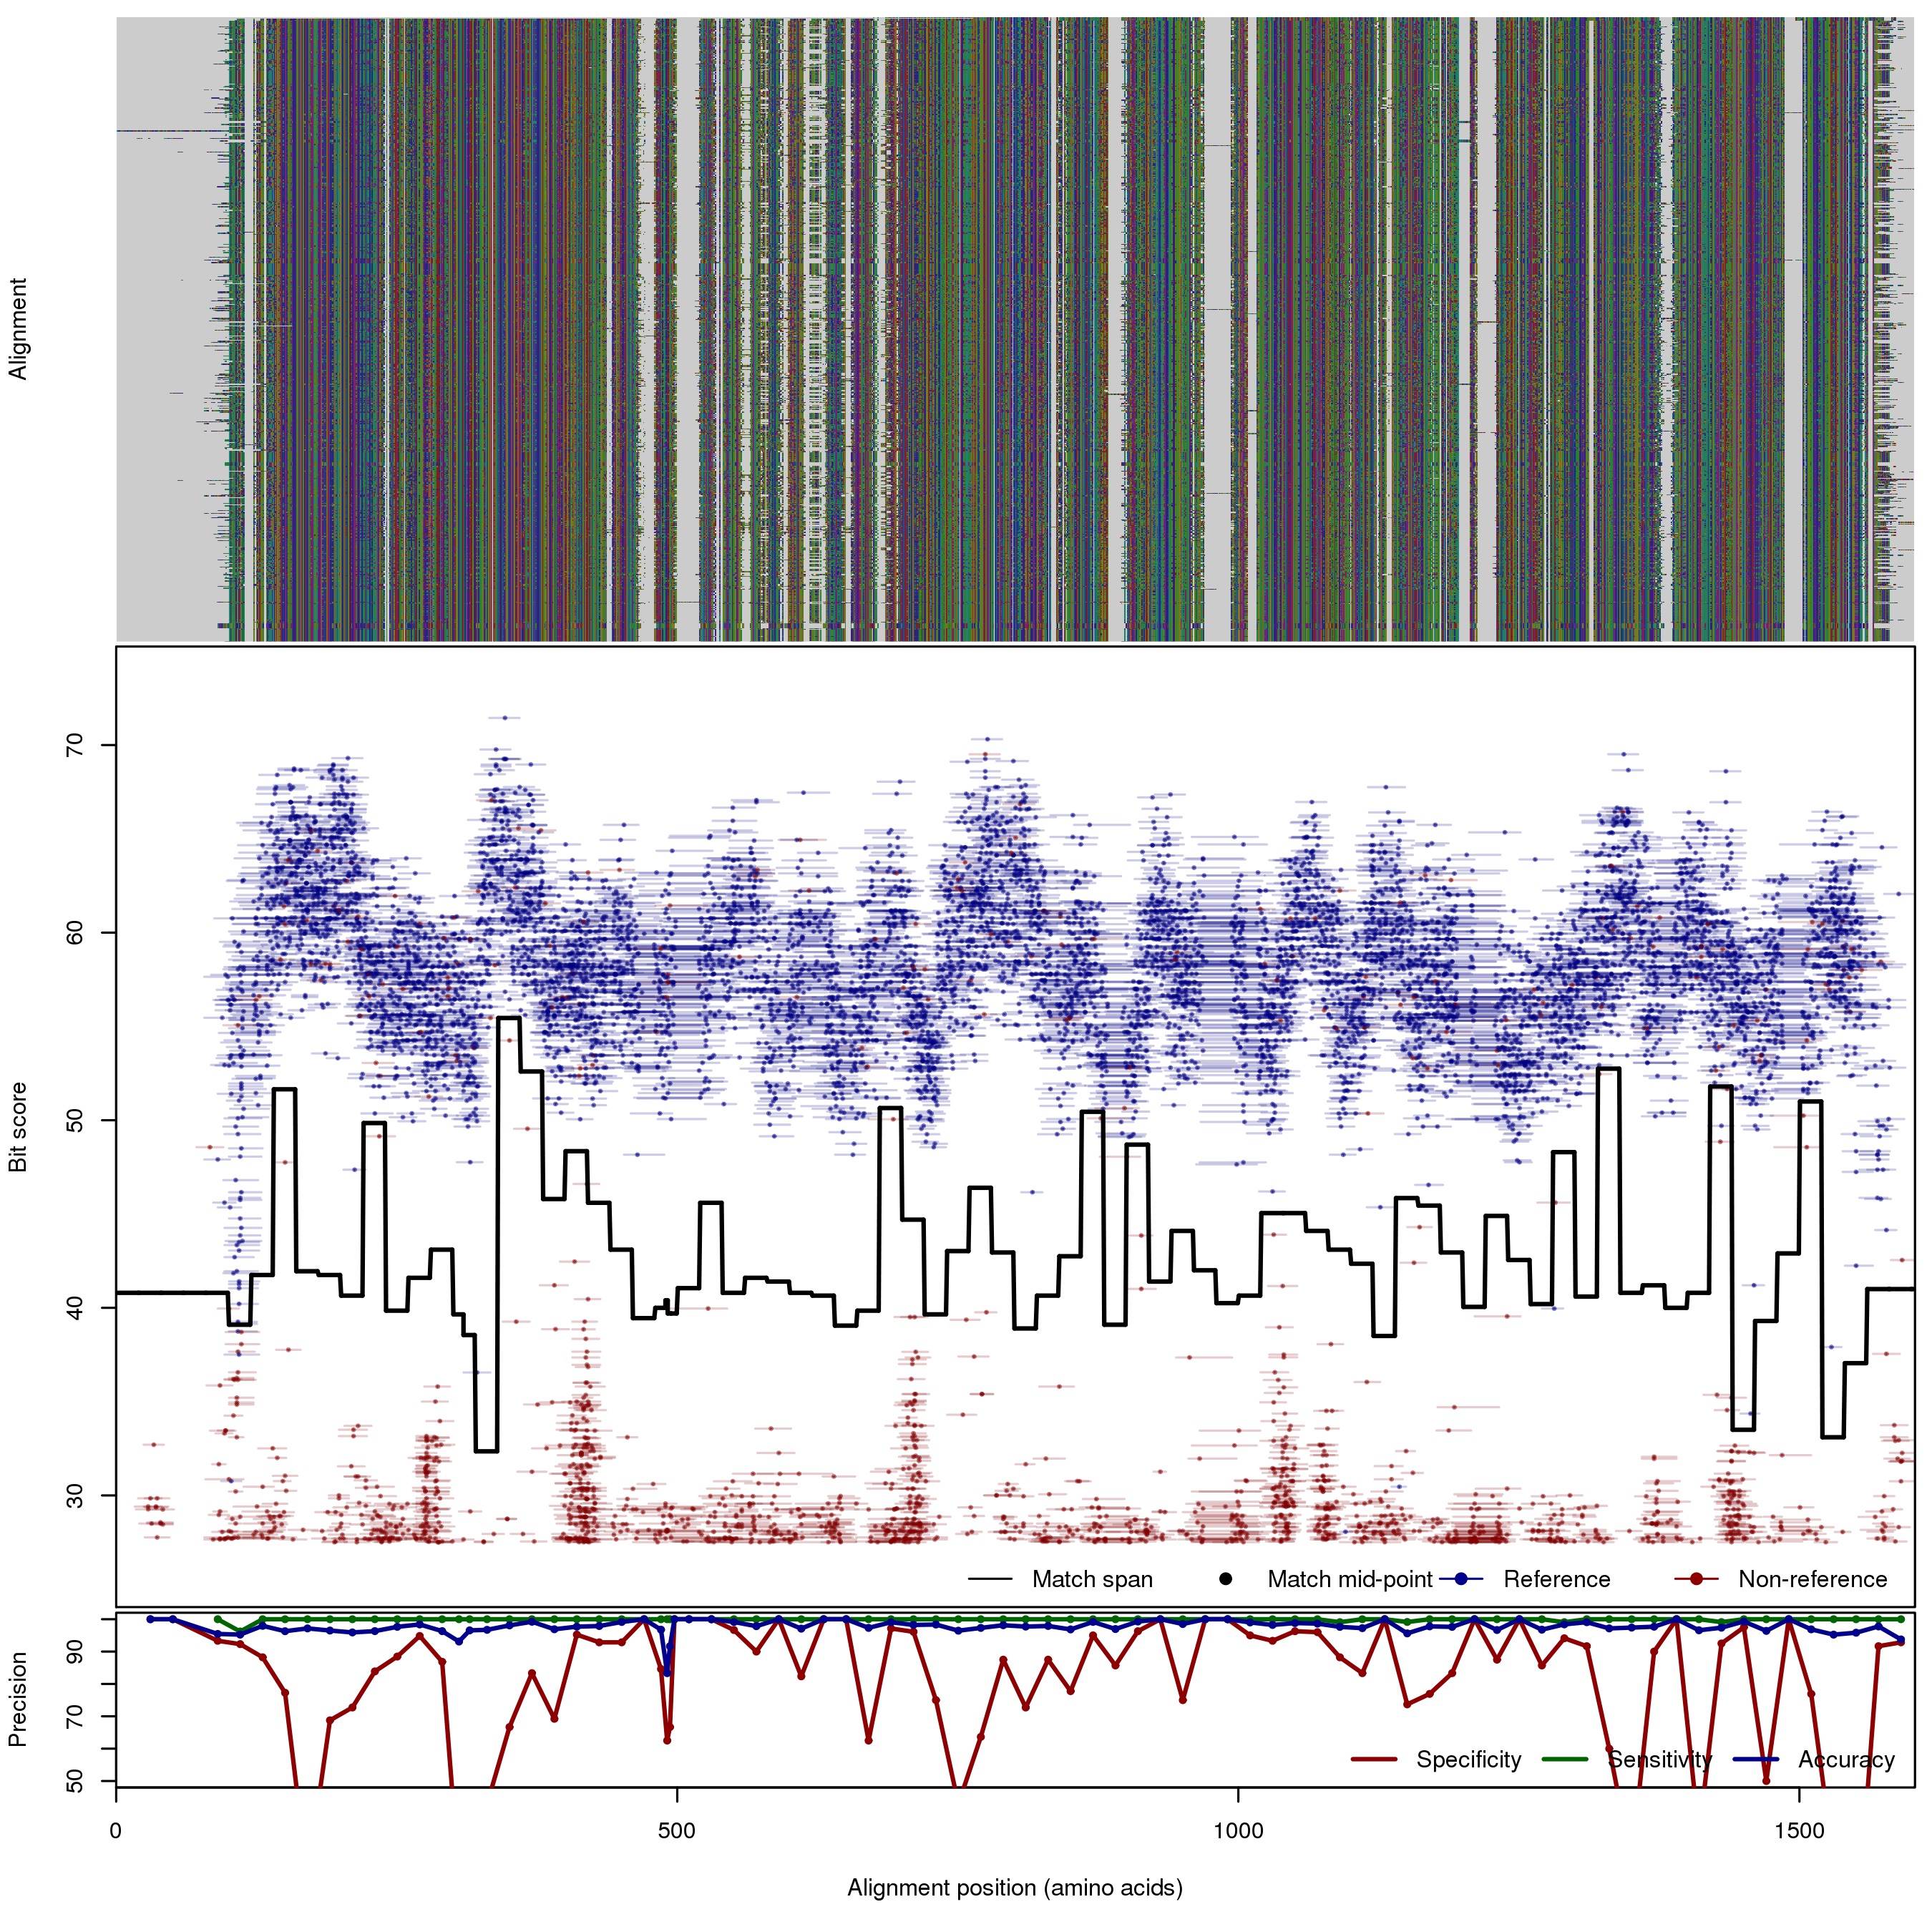 Alignment
Bit score
70
60
50
40
30
Match span
Match mid-point
Reference
Non-reference
Precision
90
70
50
Specificity
Sensitivity
Accuracy
0
500
1000
1500
Alignment position (amino acids)